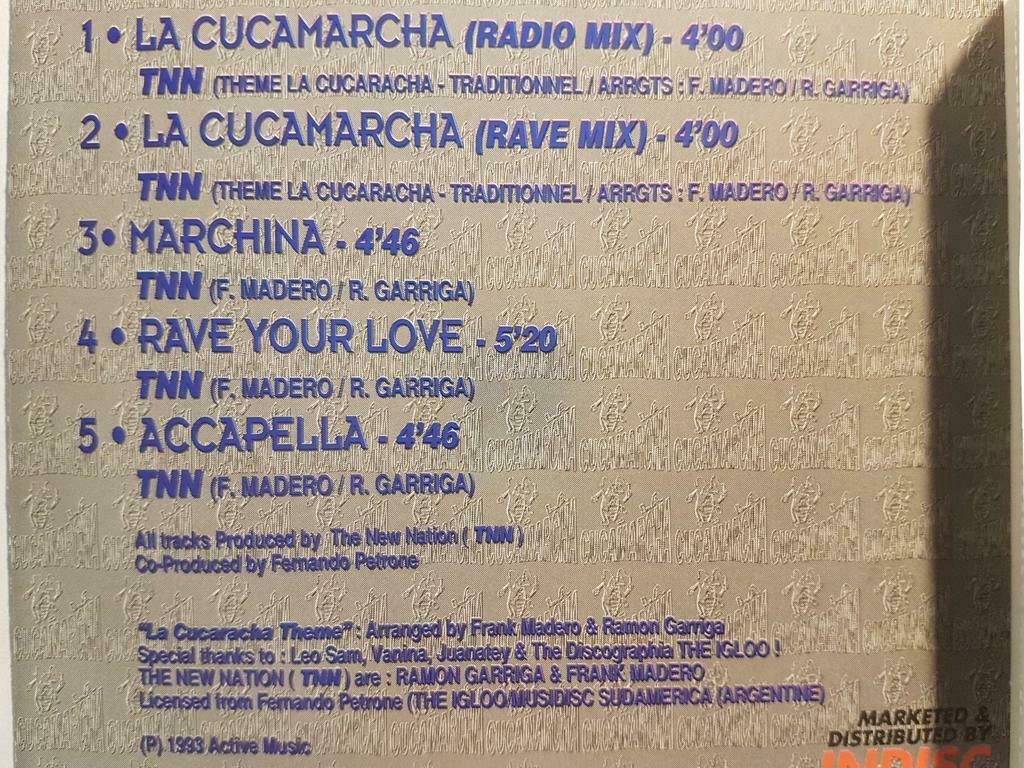 1 • LA CUCAMARCHA (RADIO MIX) - 4'00
TNN (THEME LA CUCARACHA - TRADITIONNEL / ARRGTS : F. MADERO / R. GARRIGA)
2 • LA CUCAMARCHA (RAVE MIX) - 4'00
TNN (THEME LA CUCARACHA - TRADITIONNEL / ARRGTS : F. MADERO / R. GARRIGA)
3 • MARCHINA - 4'46
TNN (F. MADERO / R. GARRIGA)
4 • RAVE YOUR LOVE - 5'20
TNN (F. MADERO / R. GARRIGA)
5 • ACCAPELLA - 4'46
TNN (F. MADERO / R. GARRIGA)
All tracks Produced by The New Nation ( TNN )
Co-Produced by Fernando Petrone
"La Cucaracha Theme" : Arranged by Frank Madero & Ramon Garriga
Special thanks to : Leo Sam, Vanina, Juanatey & The Discographia THE IGLOO !
THE NEW NATION ( TNN ) are : RAMON GARRIGA & FRANK MADERO
Licensed from Fernando Petrone (THE IGLOO/MUSIDISC SUDAMERICA (ARGENTINE)
(P) 1993 Active Music
MARKETED &
DISTRIBUTED BY
INDISC